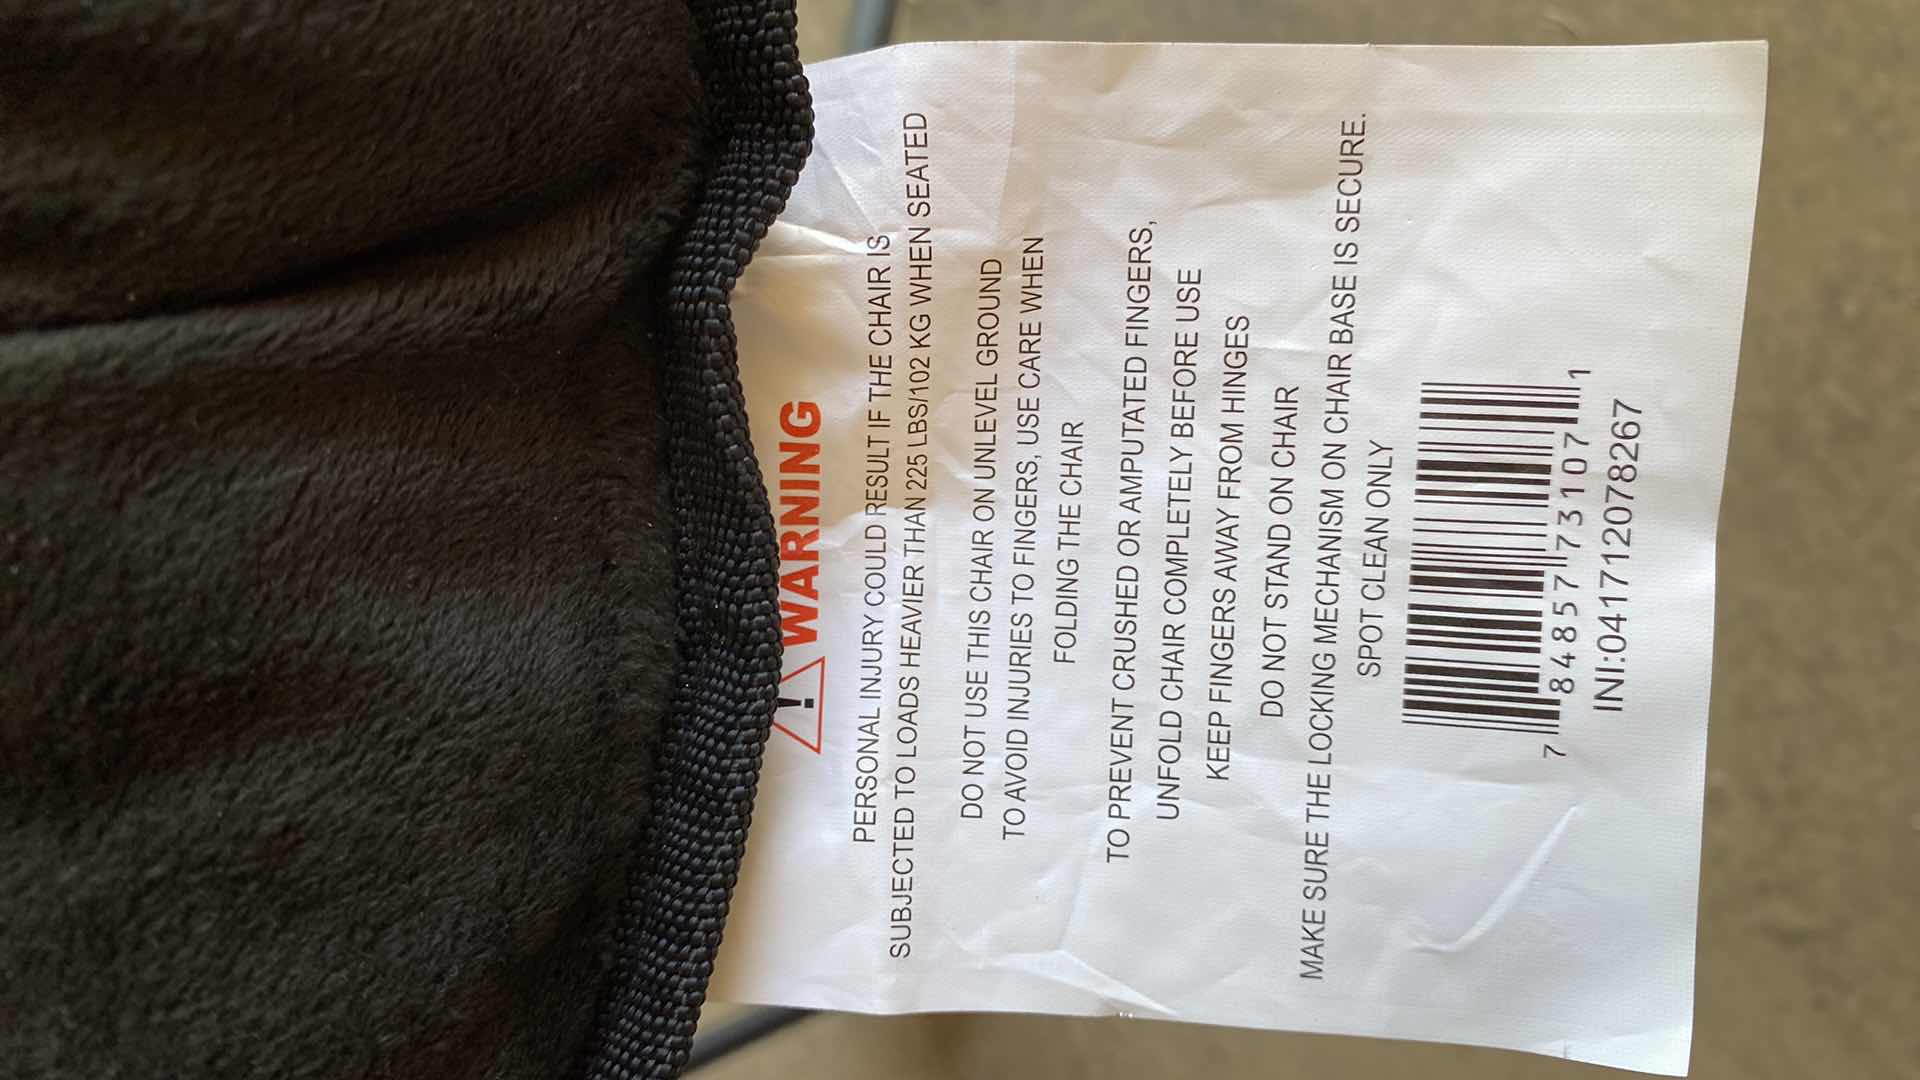 WARNING
PERSONAL INJURY COULD RESULT IF THE CHAIR IS
SUBJECTED TO LOADS HEAVIER THAN 225 LBS/102 KG WHEN SEATED
DO NOT USE THIS CHAIR ON UNLEVEL GROUND
TO AVOID INJURIES TO FINGERS, USE CARE WHEN
FOLDING THE CHAIR
TO PREVENT CRUSHED OR AMPUTATED FINGERS,
UNFOLD CHAIR COMPLETELY BEFORE USE
KEEP FINGERS AWAY FROM HINGES
DO NOT STAND ON CHAIR
MAKE SURE THE LOCKING MECHANISM ON CHAIR BASE IS SECURE.
SPOT CLEAN ONLY
7 84857 73107 1
INI:041712078267